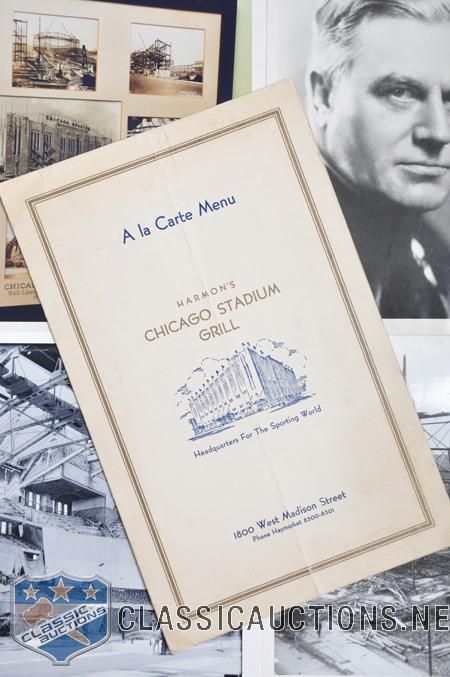 CHICAGO STADIUM
CHICAG
A la Carte Menu
HARMON'S
CHICAGO STADIUM
GRILL
Headquarters For The Sporting World
1800 West Madison Street
Phone Haymarket 8500-8501
CLASSIC
AUCTIONS
CLASSICAUCTIONS.NE